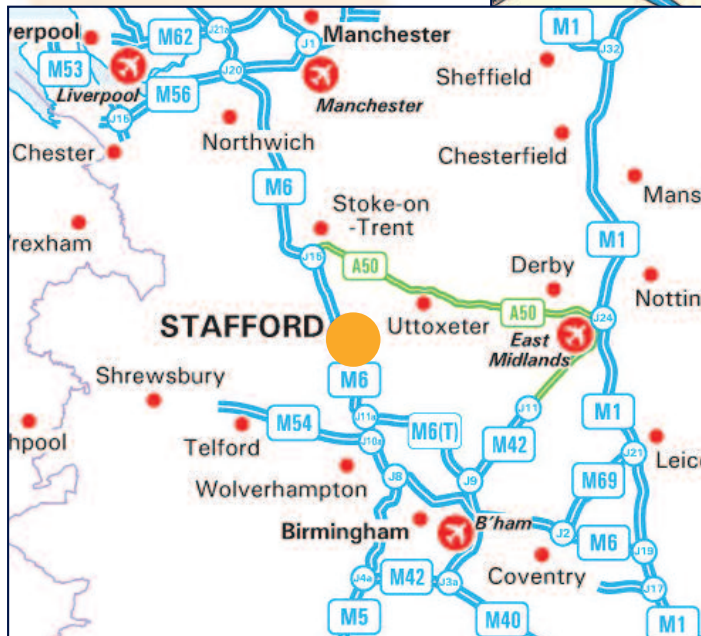 verpool
M62
J21a
J1
Manchester
M1
J32
M53
Liverpool
M56
J20
Manchester
Sheffield
Chester
Northwich
Chesterfield
M6
Mans
rexham
Stoke-on
-Trent
M1
A50
Derby
Nottin
STAFFORD
Uttoxeter
A50
J24
East
Midlands
M6
Shrewsbury
J11a
J11
M1
hpool
M54
Telford
J10a
M6(T)
M42
Leic
J21
Wolverhampton
J8
J9
M69
Birmingham
B'ham
J2
M6
J19
J4a
M42
J3a
Coventry
J17
M5
M40
M1